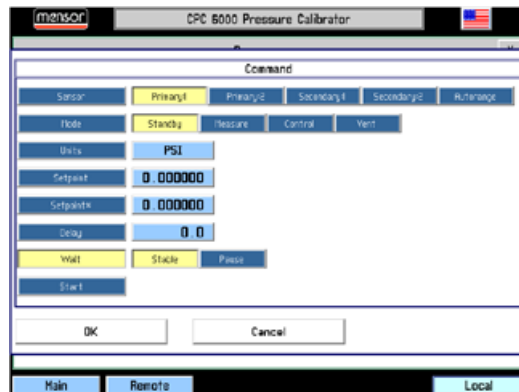 mensor CPC 6000 Pressure Calibrator
Command
Sensor Primary1 Primary2 Secondary1 Secondary2 Autorange
Mode Standby Measure Control Vent
Units PSI
Setpoint 0.000000
Setpoint% 0.000000
Delay 0.0
Wait Stable Pause
Start
OK Cancel
Main Remote Local